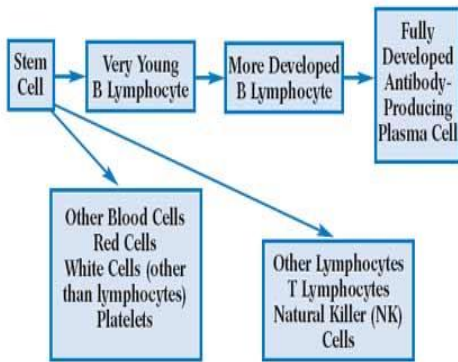 Stem
Cell
Very Young
B Lymphocyte
More Developed
B Lymphocyte
Fully
Developed
Antibody-
Producing
Plasma Cell
Other Blood Cells
Red Cells
White Cells (other
than lymphocytes)
Platelets
Other Lymphocytes
T Lymphocytes
Natural Killer (NK)
Cells